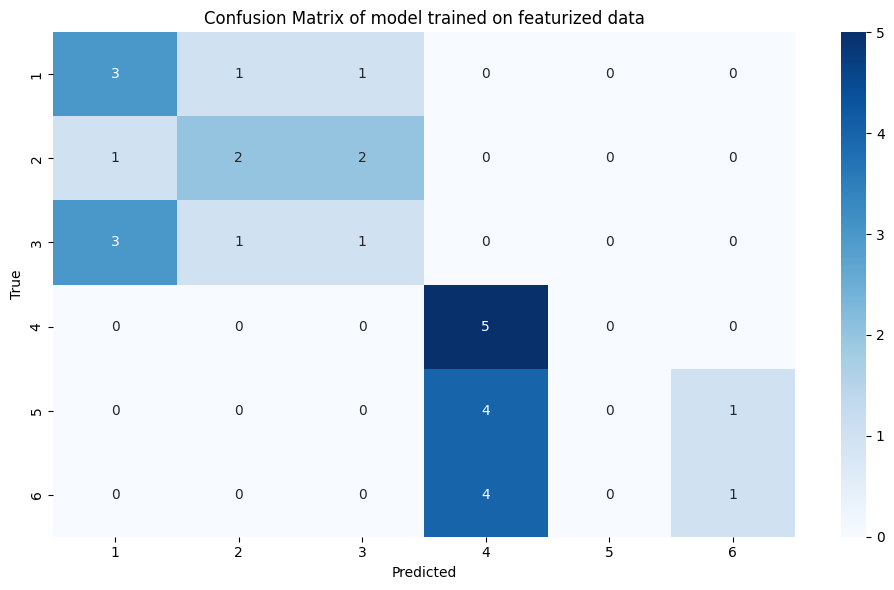 Confusion Matrix of model trained on featurized data
True
1 3 1 1 0 0 0
2 1 2 2 0 0 0
3 3 1 1 0 0 0
4 0 0 0 5 0 0
5 0 0 0 4 0 1
6 0 0 0 4 0 1
1 2 3 4 5 6
Predicted
5
4
3
2
1
0